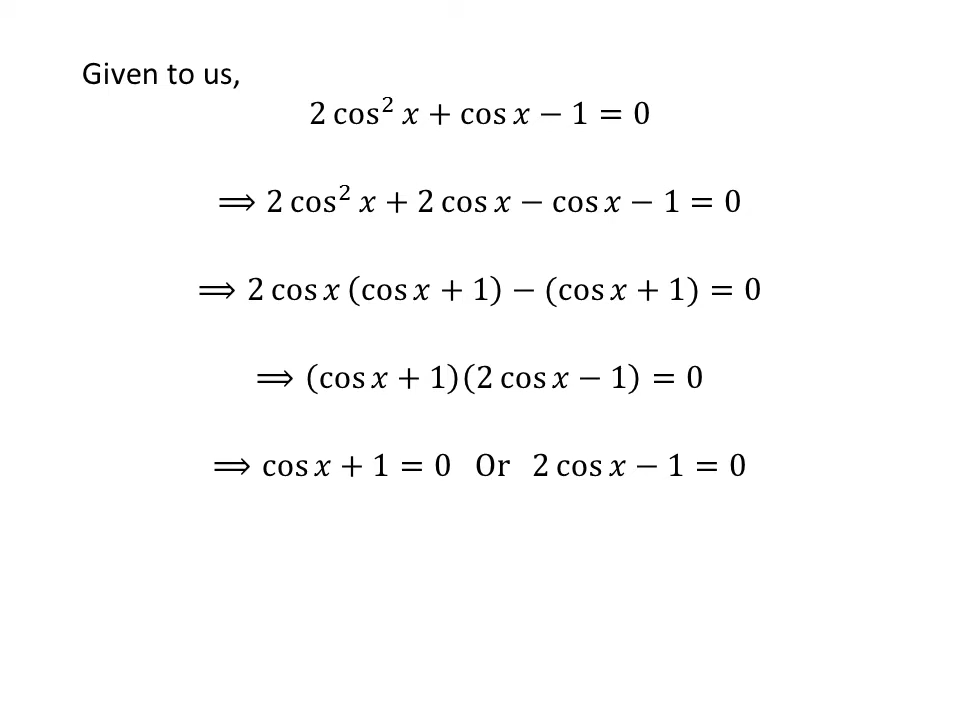 Given to us,
2 cos² 𝑥 + cos 𝑥 − 1 = 0
⟹ 2 cos² 𝑥 + 2 cos 𝑥 − cos 𝑥 − 1 = 0
⟹ 2 cos 𝑥 (cos 𝑥 + 1) − (cos 𝑥 + 1) = 0
⟹ (cos 𝑥 + 1)(2 cos 𝑥 − 1) = 0
⟹ cos 𝑥 + 1 = 0 Or 2 cos 𝑥 − 1 = 0